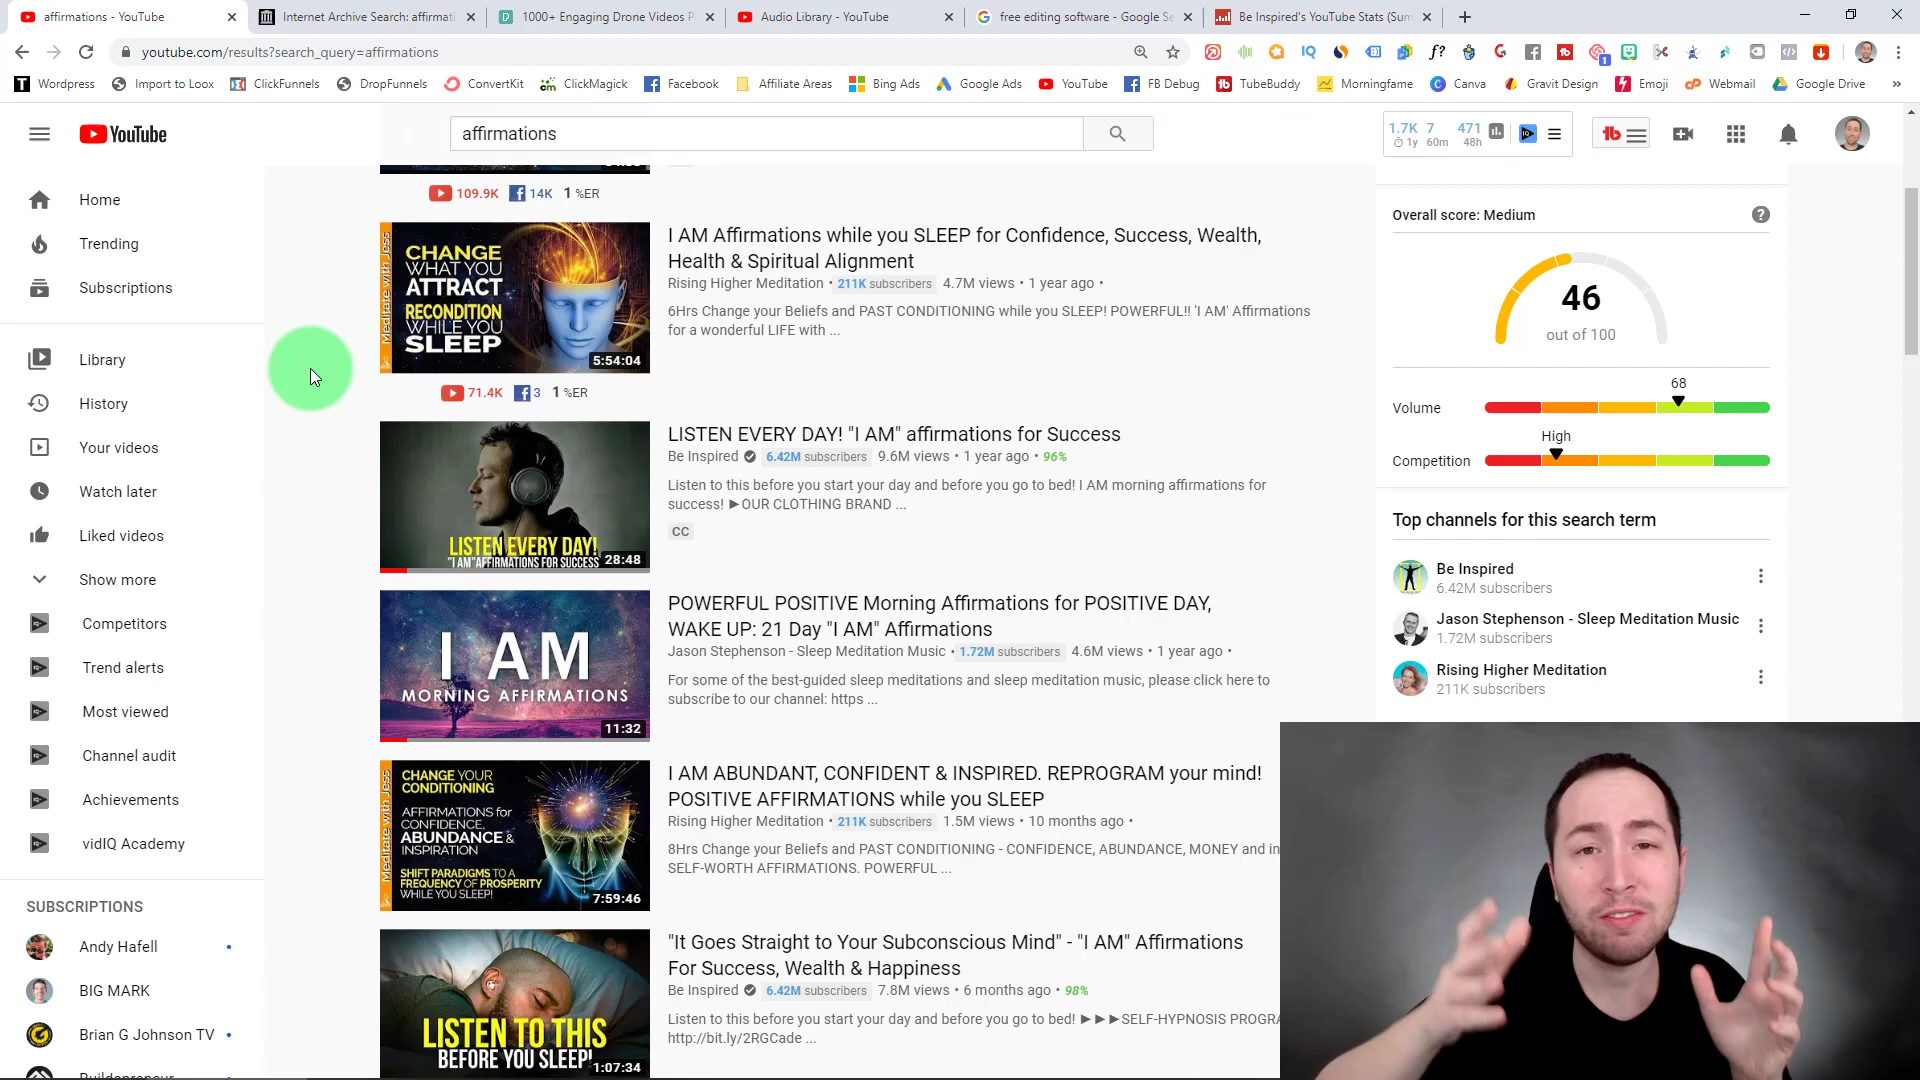 affirmations - YouTube
Internet Archive Search: affirmati
1000+ Engaging Drone Videos P
Audio Library - YouTube
free editing software - Google Se
Be Inspired's YouTube Stats (Sum
youtube.com/results?search_query=affirmations
Wordpress
Import to Loox
ClickFunnels
DropFunnels
ConvertKit
ClickMagick
Facebook
Affiliate Areas
Bing Ads
Google Ads
YouTube
FB Debug
TubeBuddy
Morningfame
Canva
Gravit Design
Emoji
Webmail
Google Drive
YouTube
affirmations
1.7K 7 471
1y 60m 48h
Home
Trending
Subscriptions
Library
History
Your videos
Watch later
Liked videos
Show more
Competitors
Trend alerts
Most viewed
Channel audit
Achievements
vidIQ Academy
SUBSCRIPTIONS
Andy Hafell
BIG MARK
Brian G Johnson TV
109.9K 14K 1 %ER
CHANGE
WHAT YOU
ATTRACT
RECONDITION
WHILE YOU
SLEEP
Meditate with Jess
5:54:04
I AM Affirmations while you SLEEP for Confidence, Success, Wealth,
Health & Spiritual Alignment
Rising Higher Meditation • 211K subscribers 4.7M views • 1 year ago •
6Hrs Change your Beliefs and PAST CONDITIONING while you SLEEP! POWERFUL!! 'I AM' Affirmations
for a wonderful LIFE with ...
71.4K 3 1 %ER
LISTEN EVERY DAY!
"I AM" AFFIRMATIONS FOR SUCCESS
28:48
LISTEN EVERY DAY! "I AM" affirmations for Success
Be Inspired 6.42M subscribers 9.6M views • 1 year ago • 96%
Listen to this before you start your day and before you go to bed! I AM morning affirmations for
success! ►OUR CLOTHING BRAND ...
CC
I AM
MORNING AFFIRMATIONS
11:32
POWERFUL POSITIVE Morning Affirmations for POSITIVE DAY,
WAKE UP: 21 Day "I AM" Affirmations
Jason Stephenson - Sleep Meditation Music • 1.72M subscribers 4.6M views • 1 year ago •
For some of the best-guided sleep meditations and sleep meditation music, please click here to
subscribe to our channel: https ...
CHANGE YOUR
CONDITIONING
AFFIRMATIONS for
CONFIDENCE,
ABUNDANCE &
INSPIRATION
SHIFT PARADIGMS TO A
FREQUENCY OF PROSPERITY
WHILE YOU SLEEP!
Meditate with Jess
7:59:46
I AM ABUNDANT, CONFIDENT & INSPIRED. REPROGRAM your mind!
POSITIVE AFFIRMATIONS while you SLEEP
Rising Higher Meditation • 211K subscribers 1.5M views • 10 months ago •
8Hrs Change your Beliefs and PAST CONDITIONING - CONFIDENCE, ABUNDANCE, MONEY and in
SELF-WORTH AFFIRMATIONS. POWERFUL ...
LISTEN TO THIS
BEFORE YOU SLEEP!
1:07:34
"It Goes Straight to Your Subconscious Mind" - "I AM" Affirmations
For Success, Wealth & Happiness
Be Inspired 6.42M subscribers 7.8M views • 6 months ago • 98%
Listen to this before you start your day and before you go to bed! ►►►SELF-HYPNOSIS PROGRA
http://bit.ly/2RGCade ...
Overall score: Medium
46
out of 100
68
Volume
High
Competition
Top channels for this search term
Be Inspired
6.42M subscribers
Jason Stephenson - Sleep Meditation Music
1.72M subscribers
Rising Higher Meditation
211K subscribers